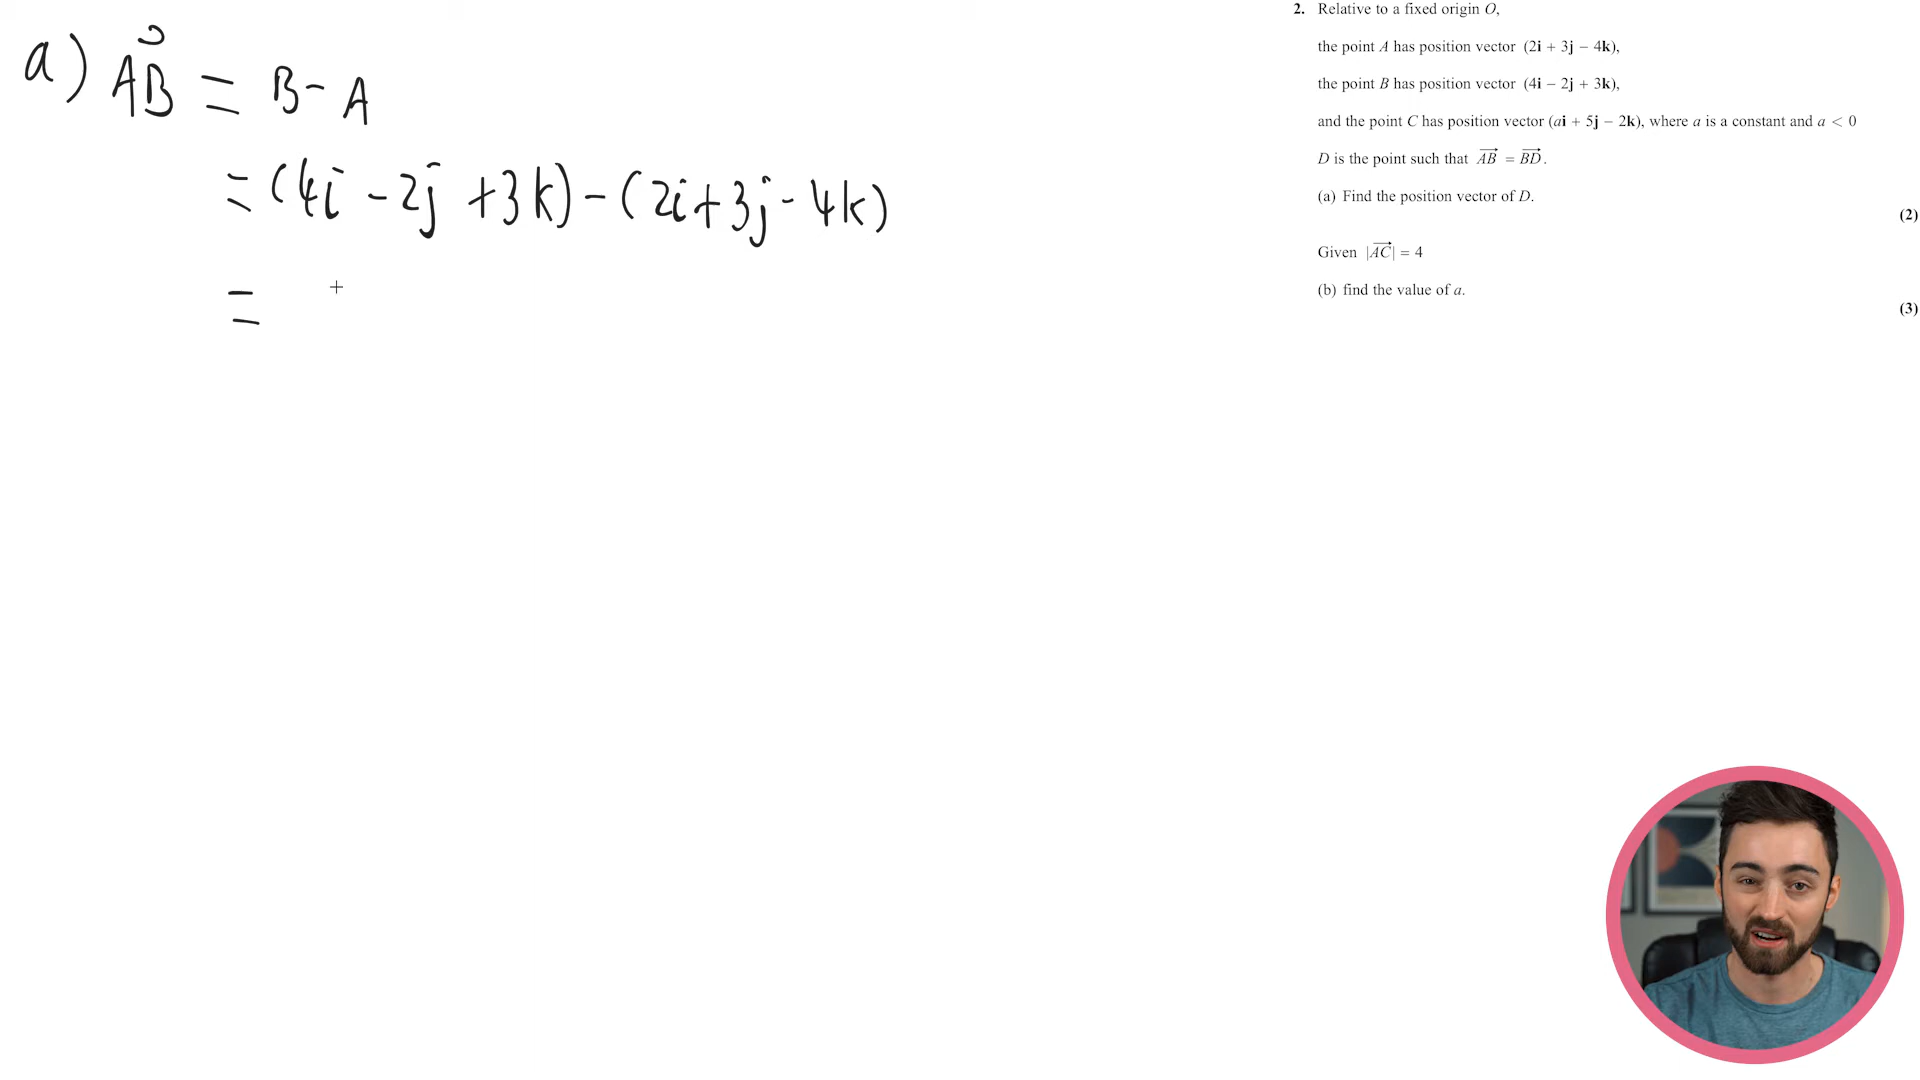 a) AB⃗ = B - A
= (4i - 2j + 3k) - (2i + 3j - 4k)
=
2. Relative to a fixed origin O,
the point A has position vector (2i + 3j − 4k),
the point B has position vector (4i − 2j + 3k),
and the point C has position vector (ai + 5j − 2k), where a is a constant and a < 0
D is the point such that AB⃗ = BD⃗.
(a) Find the position vector of D.
(2)
Given |AC⃗| = 4
(b) find the value of a.
(3)